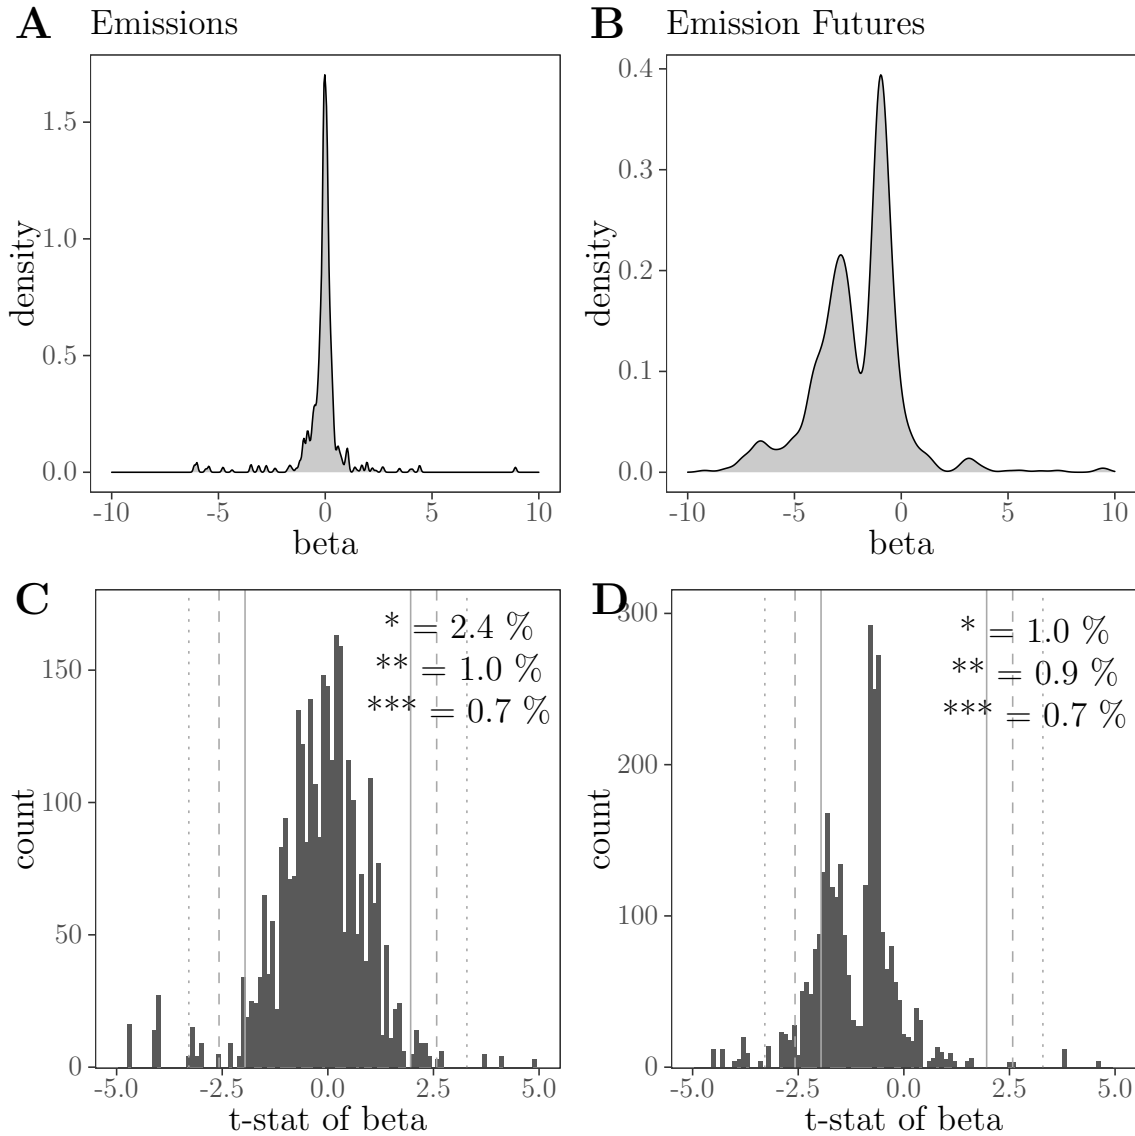 A Emissions
density
1.5
1.0
0.5
0.0
-10 -5 0 5 10
beta
B Emission Futures
density
0.4
0.3
0.2
0.1
0.0
-10 -5 0 5 10
beta
C
* = 2.4 %
** = 1.0 %
*** = 0.7 %
count
150
100
50
0
-5.0 -2.5 0.0 2.5 5.0
t-stat of beta
D
* = 1.0 %
** = 0.9 %
*** = 0.7 %
count
300
200
100
0
-5.0 -2.5 0.0 2.5 5.0
t-stat of beta